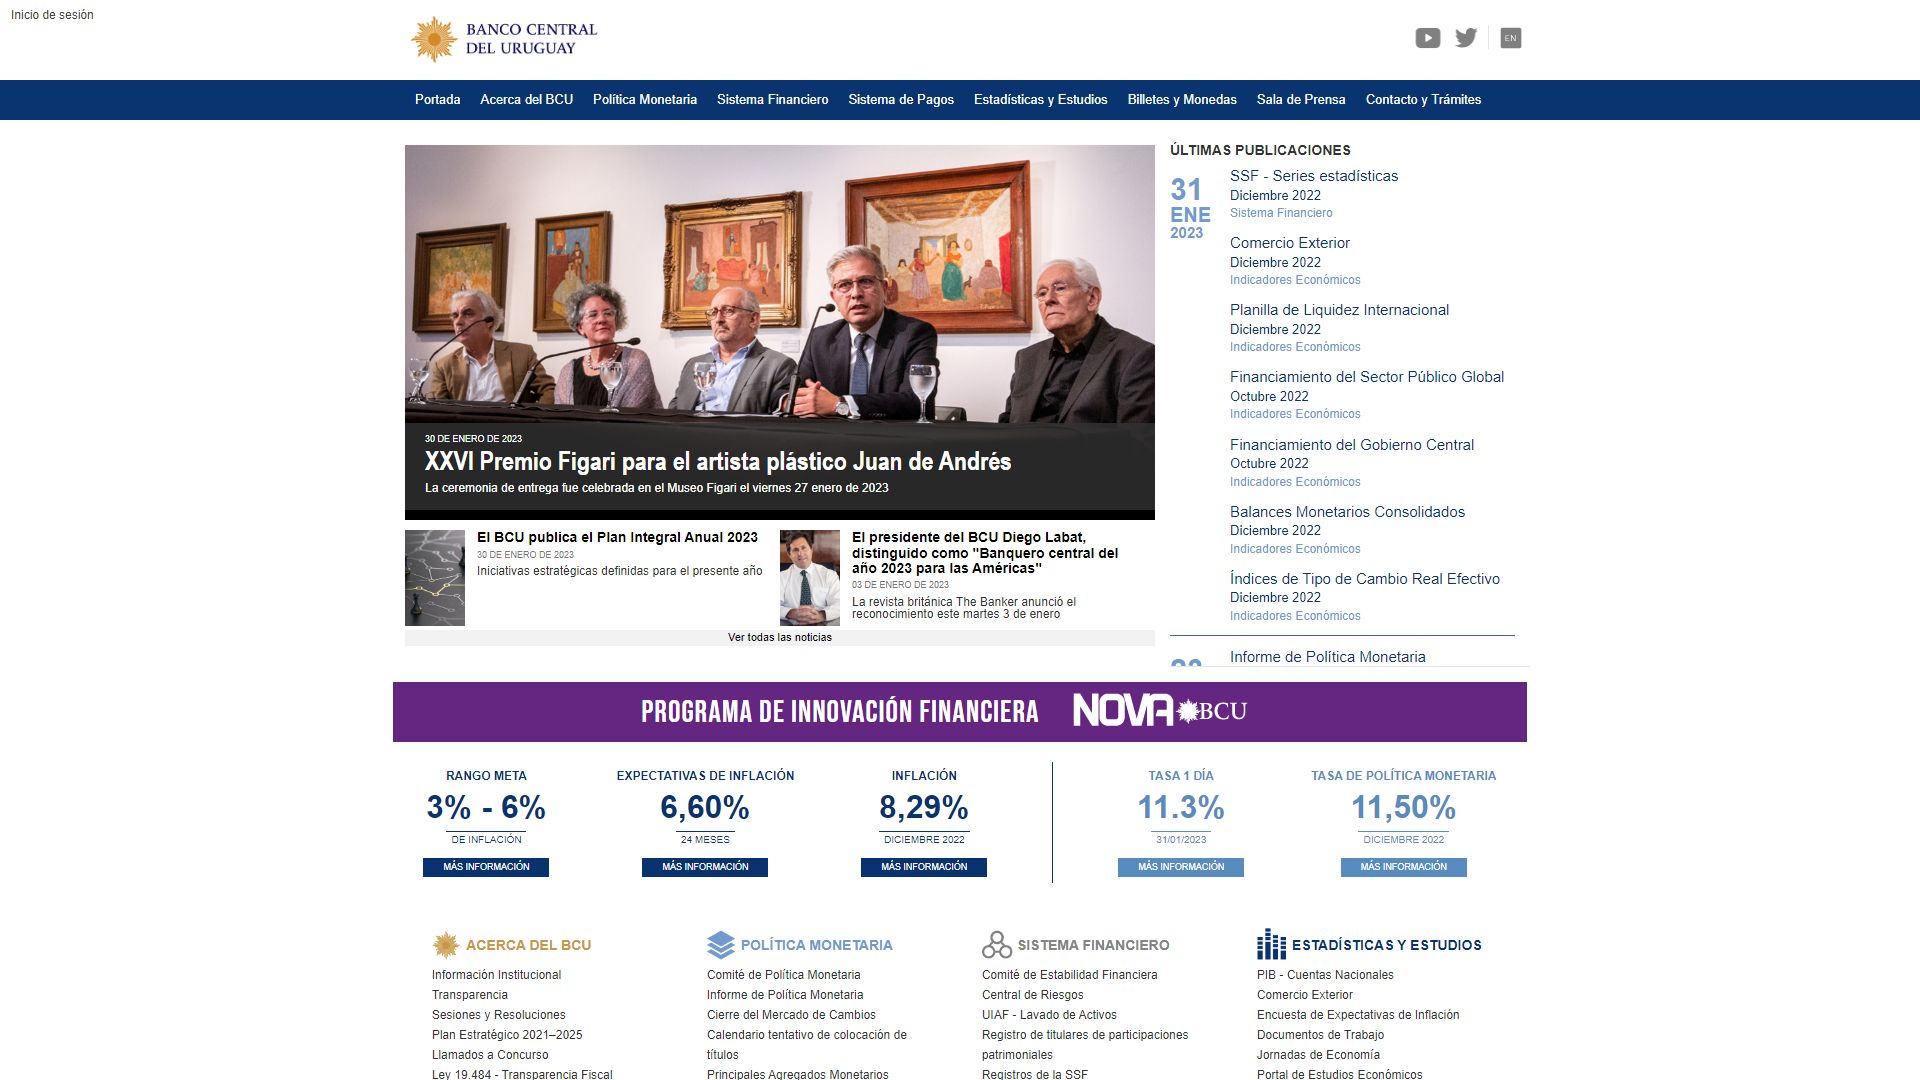 Inicio de sesión
BANCO CENTRAL
DEL URUGUAY
EN
Portada Acerca del BCU Política Monetaria Sistema Financiero Sistema de Pagos Estadísticas y Estudios Billetes y Monedas Sala de Prensa Contacto y Trámites
30 DE ENERO DE 2023
XXVI Premio Figari para el artista plástico Juan de Andrés
La ceremonia de entrega fue celebrada en el Museo Figari el viernes 27 enero de 2023
El BCU publica el Plan Integral Anual 2023
30 DE ENERO DE 2023
Iniciativas estratégicas definidas para el presente año
El presidente del BCU Diego Labat,
distinguido como "Banquero central del
año 2023 para las Américas"
03 DE ENERO DE 2023
La revista británica The Banker anunció el
reconocimiento este martes 3 de enero
Ver todas las noticias
ÚLTIMAS PUBLICACIONES
31
ENE
2023
SSF - Series estadísticas
Diciembre 2022
Sistema Financiero
Comercio Exterior
Diciembre 2022
Indicadores Económicos
Planilla de Liquidez Internacional
Diciembre 2022
Indicadores Económicos
Financiamiento del Sector Público Global
Octubre 2022
Indicadores Económicos
Financiamiento del Gobierno Central
Octubre 2022
Indicadores Económicos
Balances Monetarios Consolidados
Diciembre 2022
Indicadores Económicos
Índices de Tipo de Cambio Real Efectivo
Diciembre 2022
Indicadores Económicos
Informe de Política Monetaria
PROGRAMA DE INNOVACIÓN FINANCIERA NOVA BCU
RANGO META
3% - 6%
DE INFLACIÓN
MÁS INFORMACIÓN
EXPECTATIVAS DE INFLACIÓN
6,60%
24 MESES
MÁS INFORMACIÓN
INFLACIÓN
8,29%
DICIEMBRE 2022
MÁS INFORMACIÓN
TASA 1 DÍA
11.3%
31/01/2023
MÁS INFORMACIÓN
TASA DE POLÍTICA MONETARIA
11,50%
DICIEMBRE 2022
MÁS INFORMACIÓN
ACERCA DEL BCU
Información Institucional
Transparencia
Sesiones y Resoluciones
Plan Estratégico 2021–2025
Llamados a Concurso
Ley 19.484 - Transparencia Fiscal
POLÍTICA MONETARIA
Comité de Política Monetaria
Informe de Política Monetaria
Cierre del Mercado de Cambios
Calendario tentativo de colocación de
títulos
Principales Agregados Monetarios
SISTEMA FINANCIERO
Comité de Estabilidad Financiera
Central de Riesgos
UIAF - Lavado de Activos
Registro de titulares de participaciones
patrimoniales
Registros de la SSF
ESTADÍSTICAS Y ESTUDIOS
PIB - Cuentas Nacionales
Comercio Exterior
Encuesta de Expectativas de Inflación
Documentos de Trabajo
Jornadas de Economía
Portal de Estudios Económicos